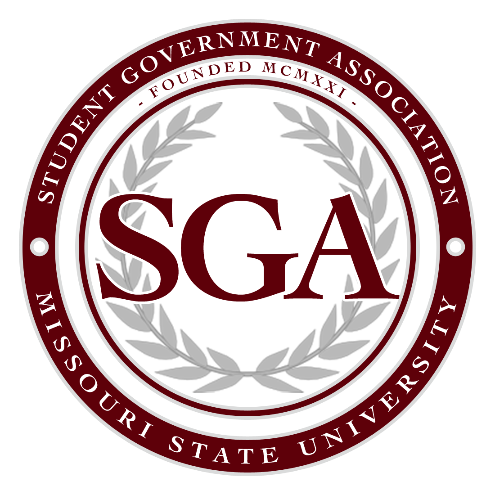 STUDENT GOVERNMENT ASSOCIATION
- FOUNDED MCMXXI -
SGA
MISSOURI STATE UNIVERSITY